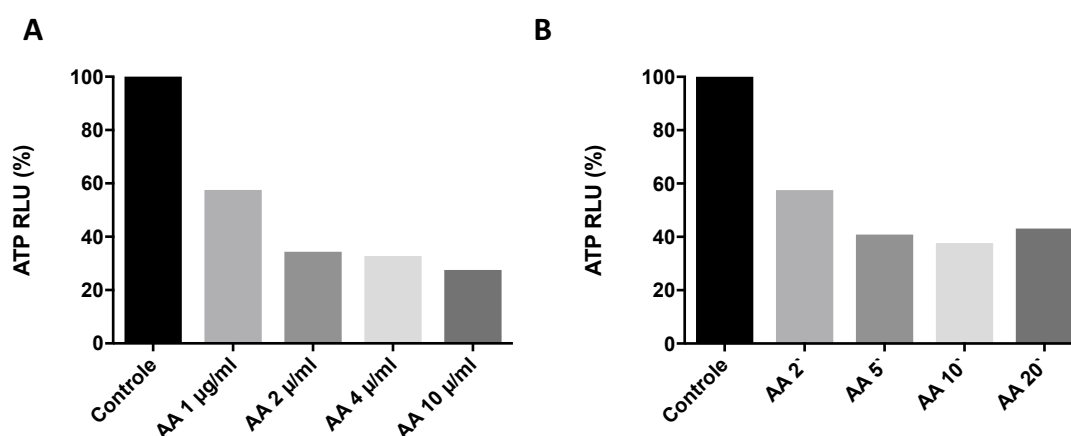 A
ATP RLU (%)
100
80
60
40
20
0
Controle
AA 1 µg/ml
AA 2 µ/ml
AA 4 µ/ml
AA 10 µ/ml
B
ATP RLU (%)
100
80
60
40
20
0
Controle
AA 2`
AA 5`
AA 10`
AA 20`